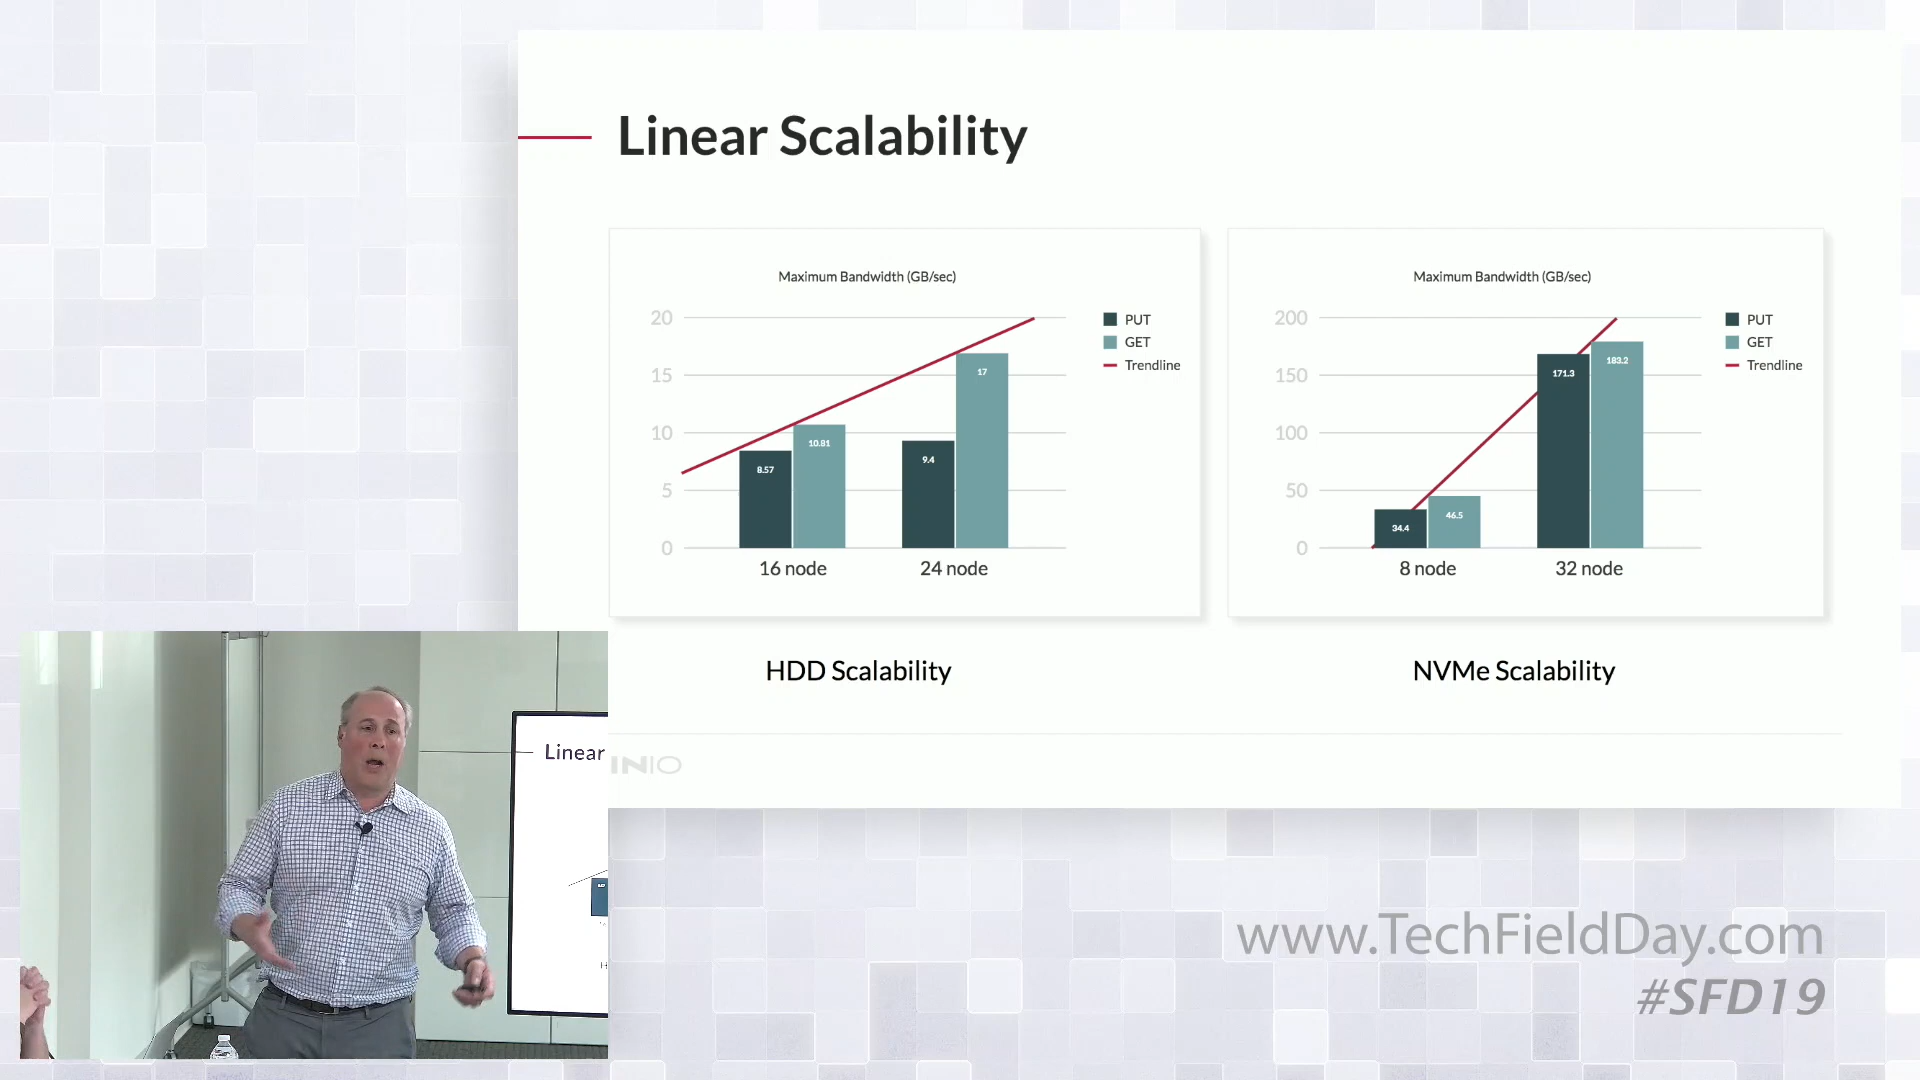 Linear Scalability
Maximum Bandwidth (GB/sec)
20
15
10
5
0
8.57
10.81
9.4
17
16 node
24 node
PUT
GET
Trendline
HDD Scalability
Maximum Bandwidth (GB/sec)
200
150
100
50
0
34.4
46.5
171.3
183.2
8 node
32 node
PUT
GET
Trendline
NVMe Scalability
INIO
Linear
www.TechFieldDay.com
#SFD19